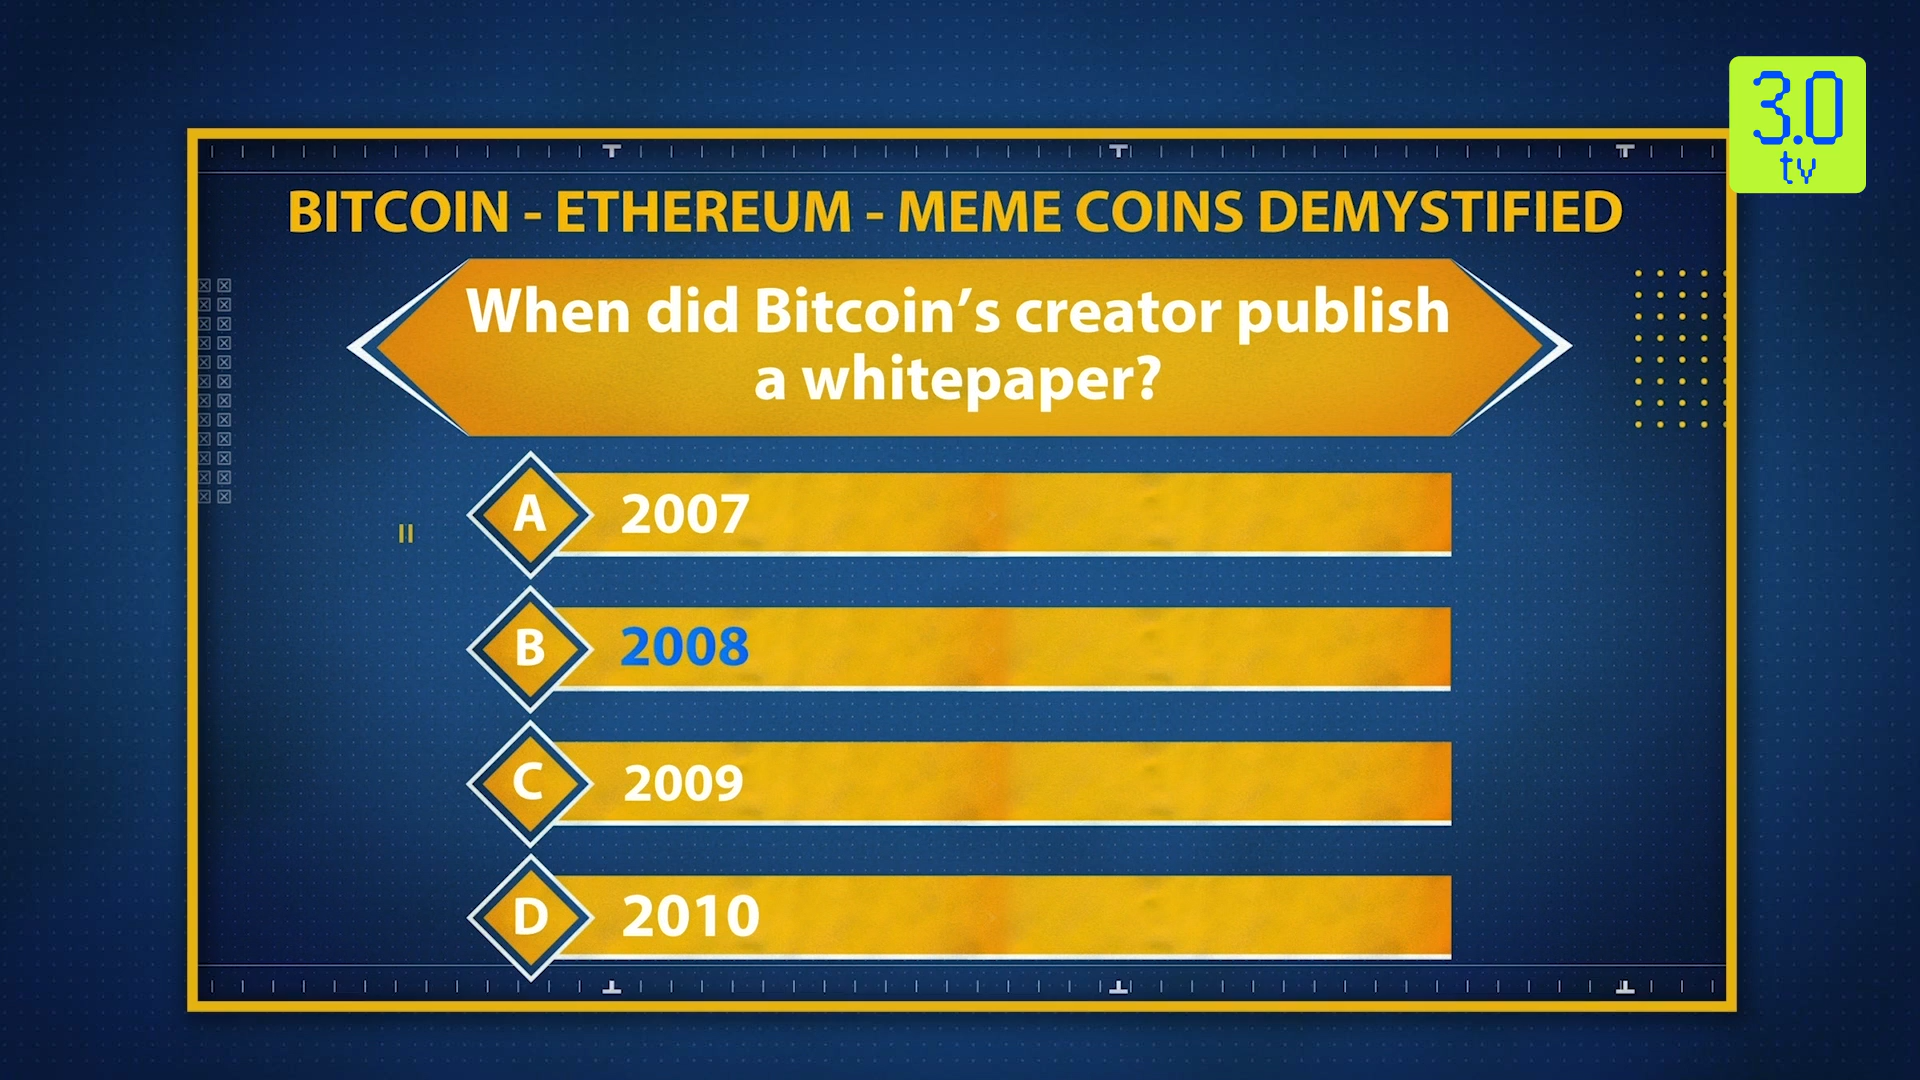 3.0
tv
BITCOIN - ETHEREUM - MEME COINS DEMYSTIFIED
When did Bitcoin’s creator publish
a whitepaper?
A 2007
B 2008
C 2009
D 2010